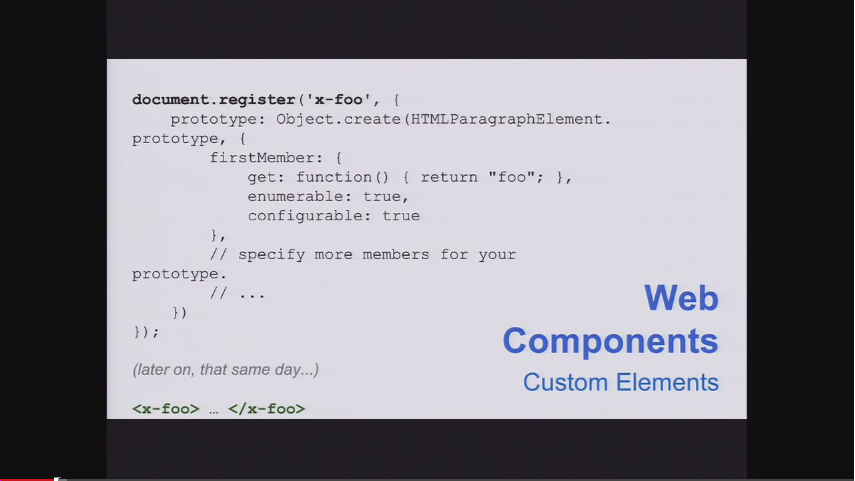 document.register('x-foo', {
prototype: Object.create(HTMLParagraphElement.
prototype, {
firstMember: {
get: function() { return "foo"; },
enumerable: true,
configurable: true
},
// specify more members for your
prototype.
// ...
})
});
(later on, that same day...)
<x-foo> … </x-foo>
Web
Components
Custom Elements